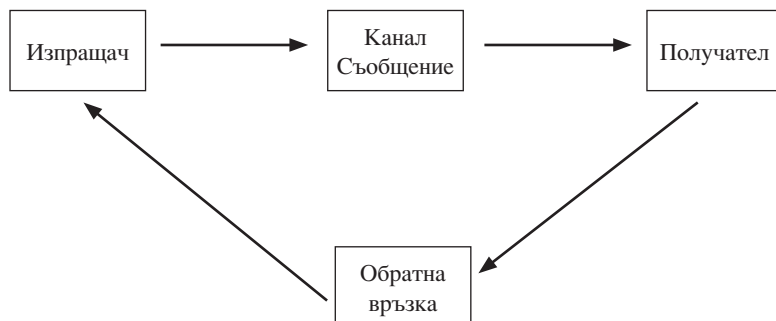 Изпращач
Канал
Съобщение
Получател
Обратна
връзка